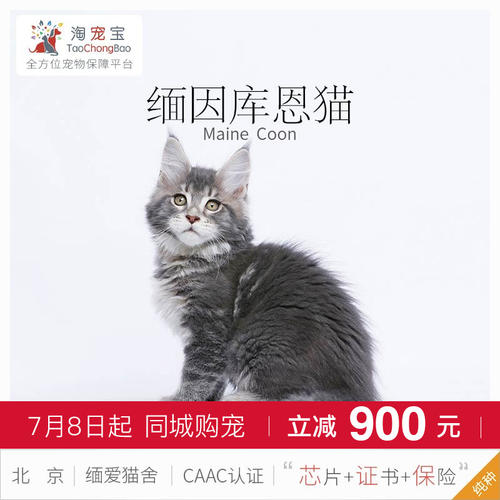 淘宠宝
TaoChongBao
全方位宠物保障平台
缅因库恩猫
Maine Coon
7月8日起 同城购宠 立减 900 元
北京 缅爱猫舍 CAAC认证 “芯片+证书+保险”
纯种